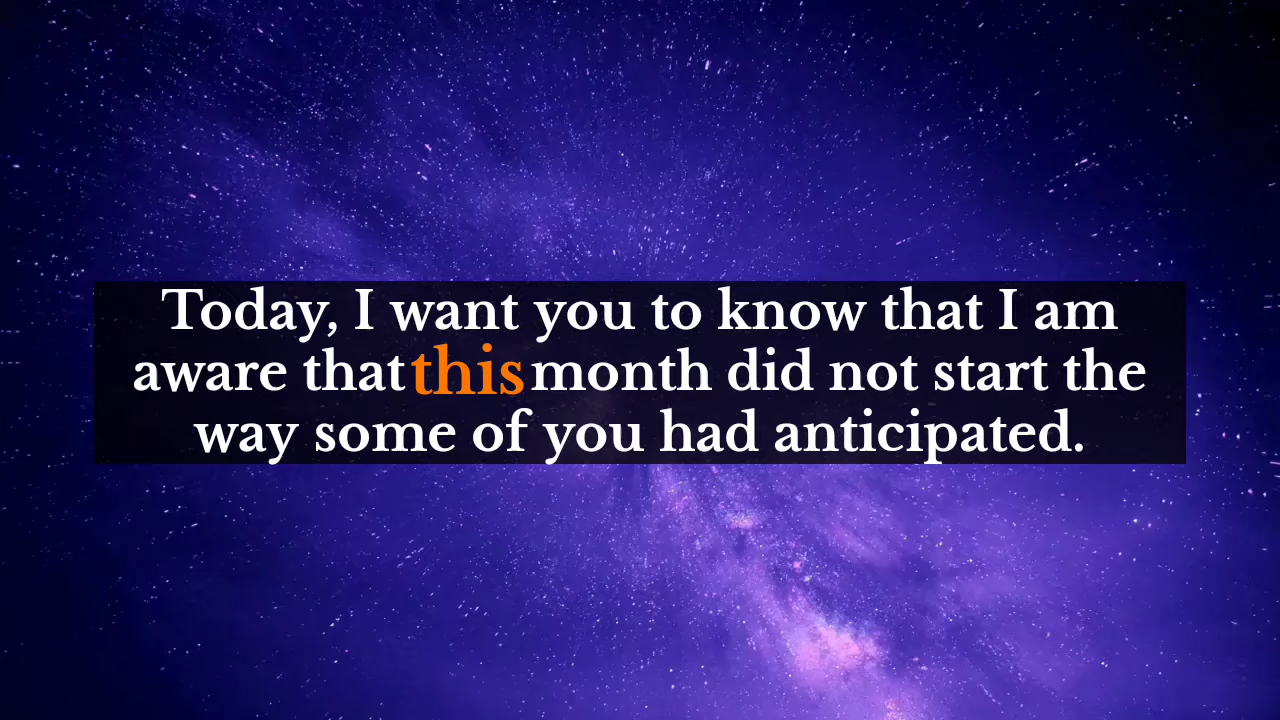 Today, I want you to know that I am
aware that this month did not start the
way some of you had anticipated.